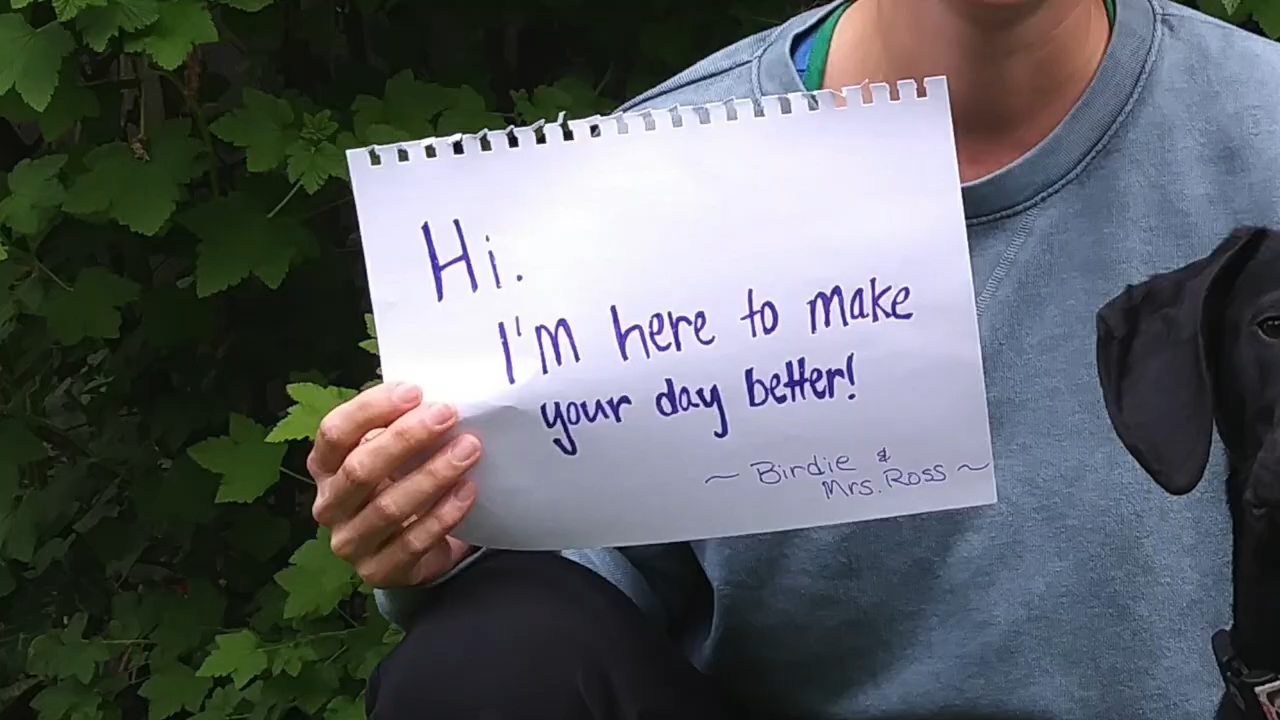 Hi.
I'm here to make
your day better!
~ Birdie &
Mrs. Ross ~